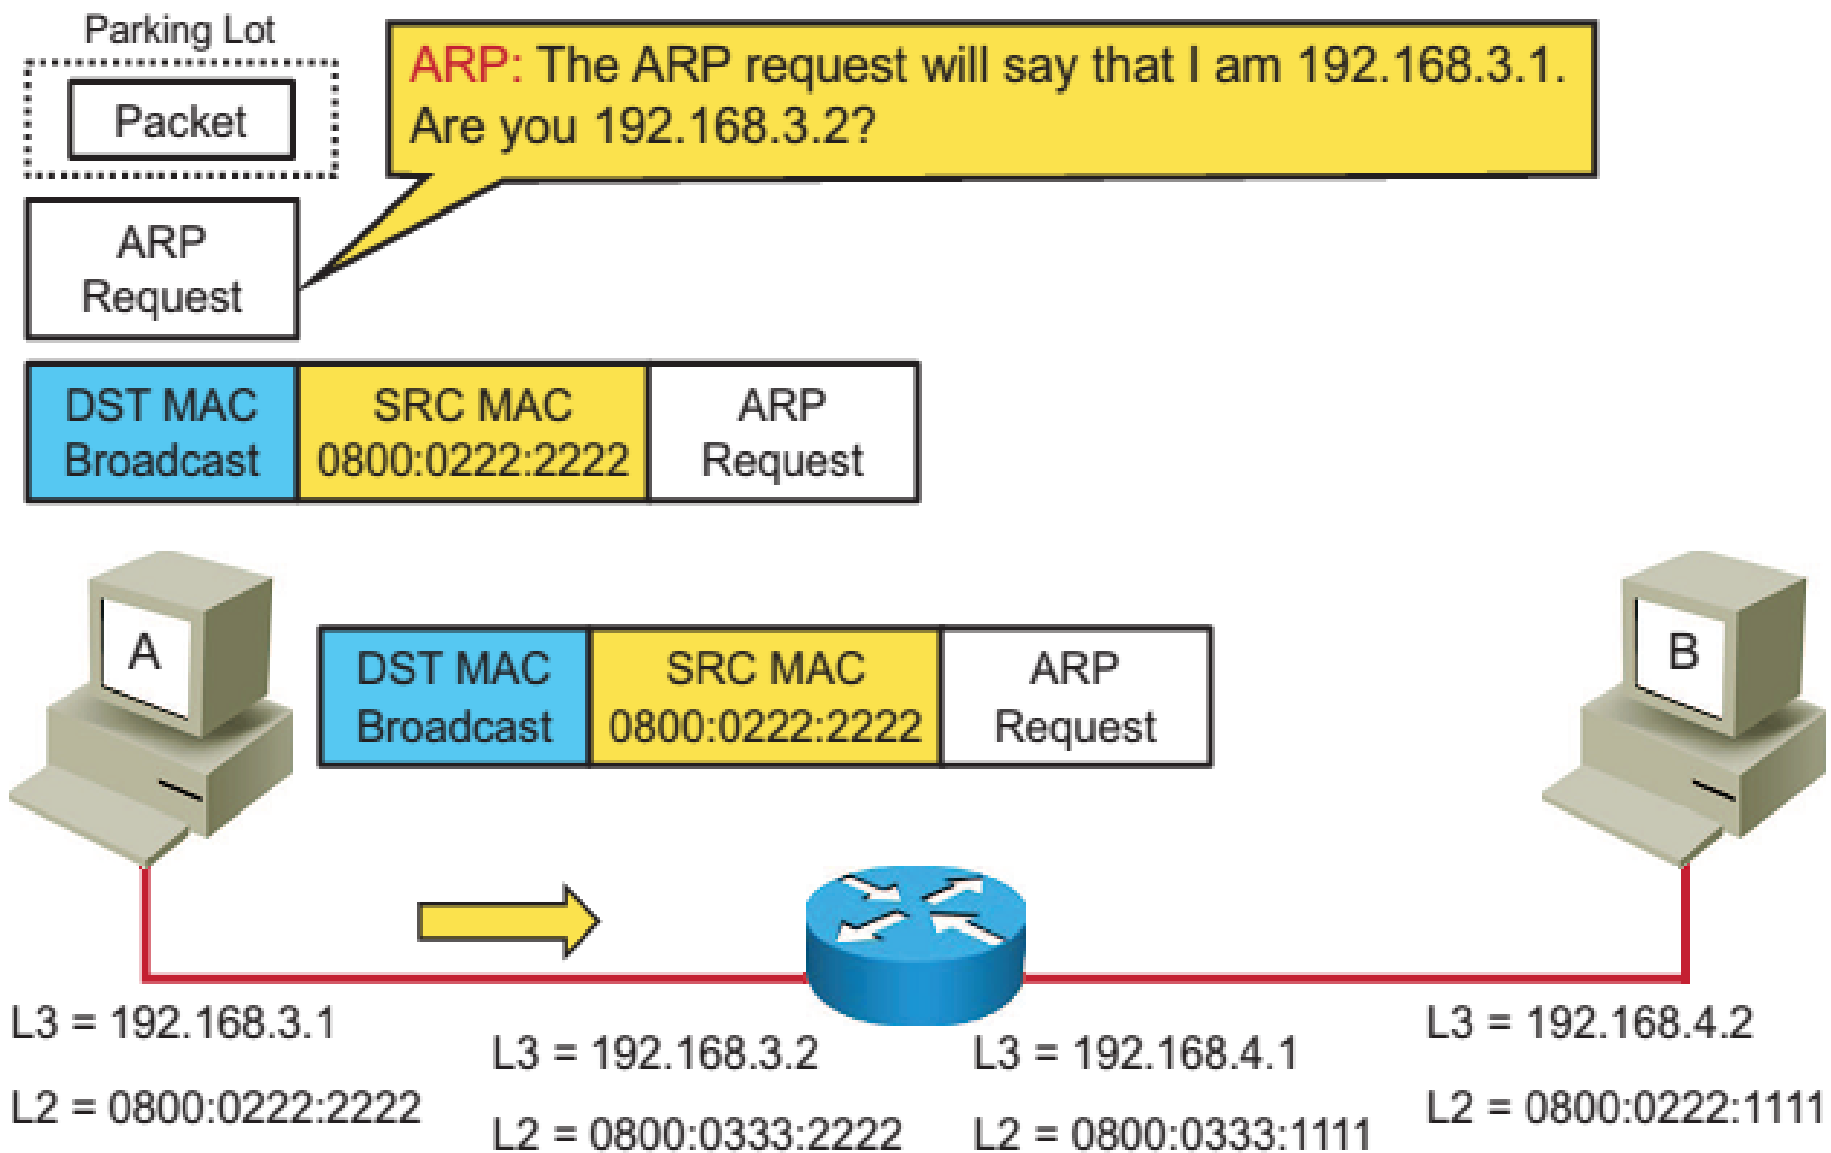 Parking Lot
Packet
ARP: The ARP request will say that I am 192.168.3.1.
Are you 192.168.3.2?
ARP
Request
DST MAC
Broadcast
SRC MAC
0800:0222:2222
ARP
Request
A
DST MAC
Broadcast
SRC MAC
0800:0222:2222
ARP
Request
B
L3 = 192.168.3.1
L2 = 0800:0222:2222
L3 = 192.168.3.2
L2 = 0800:0333:2222
L3 = 192.168.4.1
L2 = 0800:0333:1111
L3 = 192.168.4.2
L2 = 0800:0222:1111